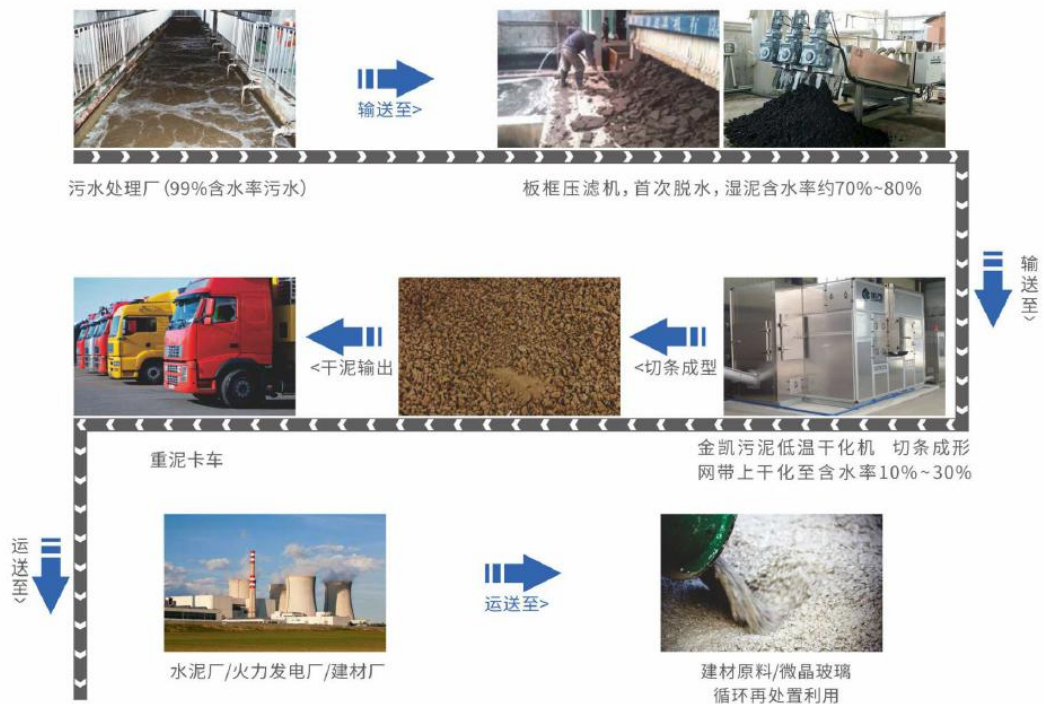 输送至>
污水处理厂(99%含水率污水)
板框压滤机,首次脱水,湿泥含水率约70%~80%
输送至>
<切条成型
<干泥输出
金凯污泥低温干化机 切条成形
网带上干化至含水率10%~30%
重泥卡车
运送至>
运送至>
水泥厂/火力发电厂/建材厂
建材原料/微晶玻璃
循环再处置利用